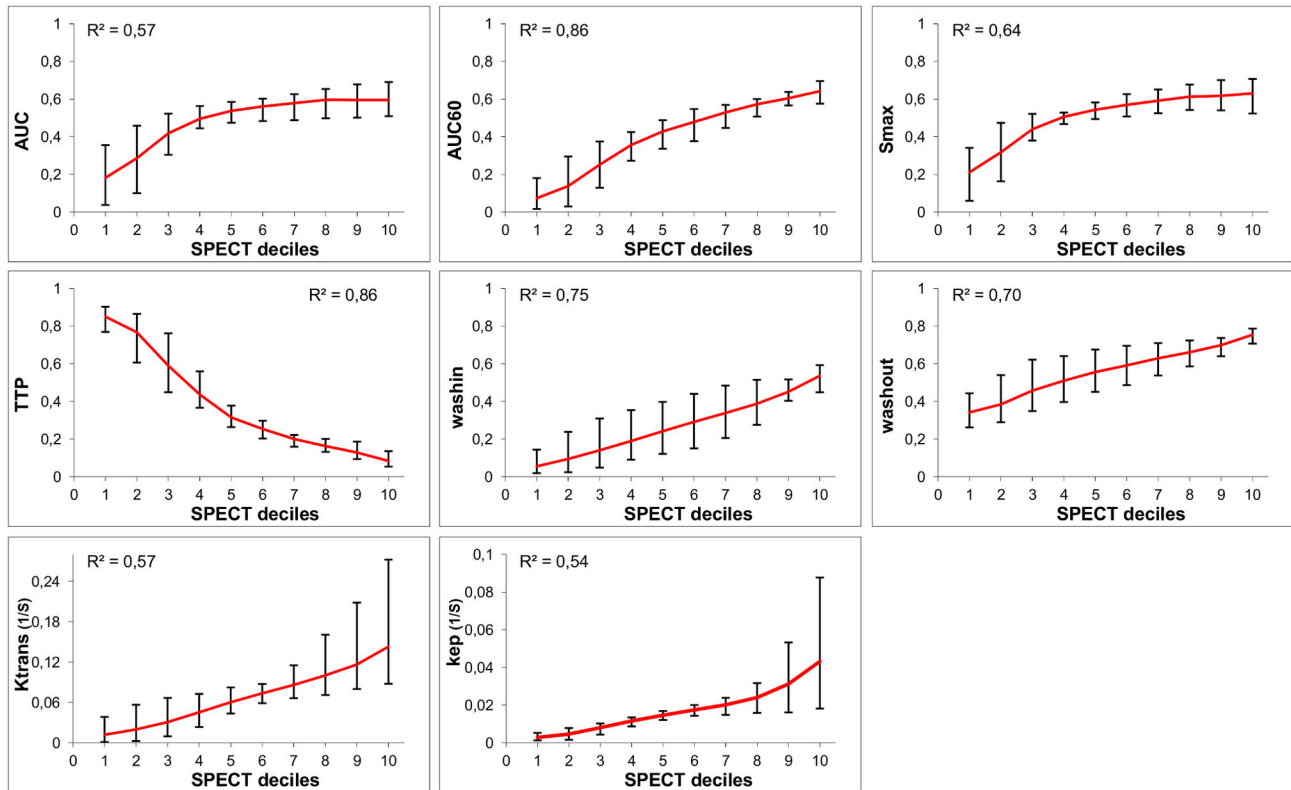 R² = 0,57
1
0,8
0,6
0,4
0,2
0
AUC
0 1 2 3 4 5 6 7 8 9 10
SPECT deciles
R² = 0,86
1
0,8
0,6
0,4
0,2
0
AUC60
0 1 2 3 4 5 6 7 8 9 10
SPECT deciles
R² = 0,64
1
0,8
0,6
0,4
0,2
0
Smax
0 1 2 3 4 5 6 7 8 9 10
SPECT deciles
R² = 0,86
1
0,8
0,6
0,4
0,2
0
TTP
0 1 2 3 4 5 6 7 8 9 10
SPECT deciles
R² = 0,75
1
0,8
0,6
0,4
0,2
0
washin
0 1 2 3 4 5 6 7 8 9 10
SPECT deciles
R² = 0,70
1
0,8
0,6
0,4
0,2
0
washout
0 1 2 3 4 5 6 7 8 9 10
SPECT deciles
R² = 0,57
0,24
0,18
0,12
0,06
0
Ktrans (1/S)
0 1 2 3 4 5 6 7 8 9 10
SPECT deciles
R² = 0,54
0,1
0,08
0,06
0,04
0,02
0
kep (1/S)
0 1 2 3 4 5 6 7 8 9 10
SPECT deciles